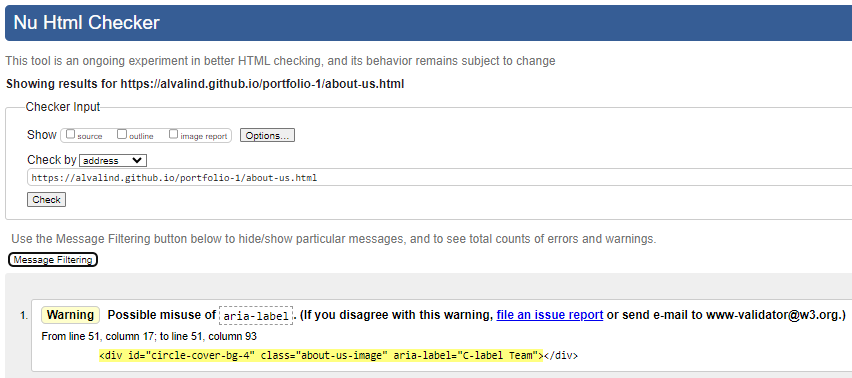 Nu Html Checker
This tool is an ongoing experiment in better HTML checking, and its behavior remains subject to change
Showing results for https://alvalind.github.io/portfolio-1/about-us.html
Checker Input
Show source outline image report Options...
Check by address
https://alvalind.github.io/portfolio-1/about-us.html
Check
Use the Message Filtering button below to hide/show particular messages, and to see total counts of errors and warnings.
Message Filtering
1. Warning Possible misuse of aria-label. (If you disagree with this warning, file an issue report or send e-mail to www-validator@w3.org.)
From line 51, column 17; to line 51, column 93
<div id="circle-cover-bg-4" class="about-us-image" aria-label="C-label Team"></div>